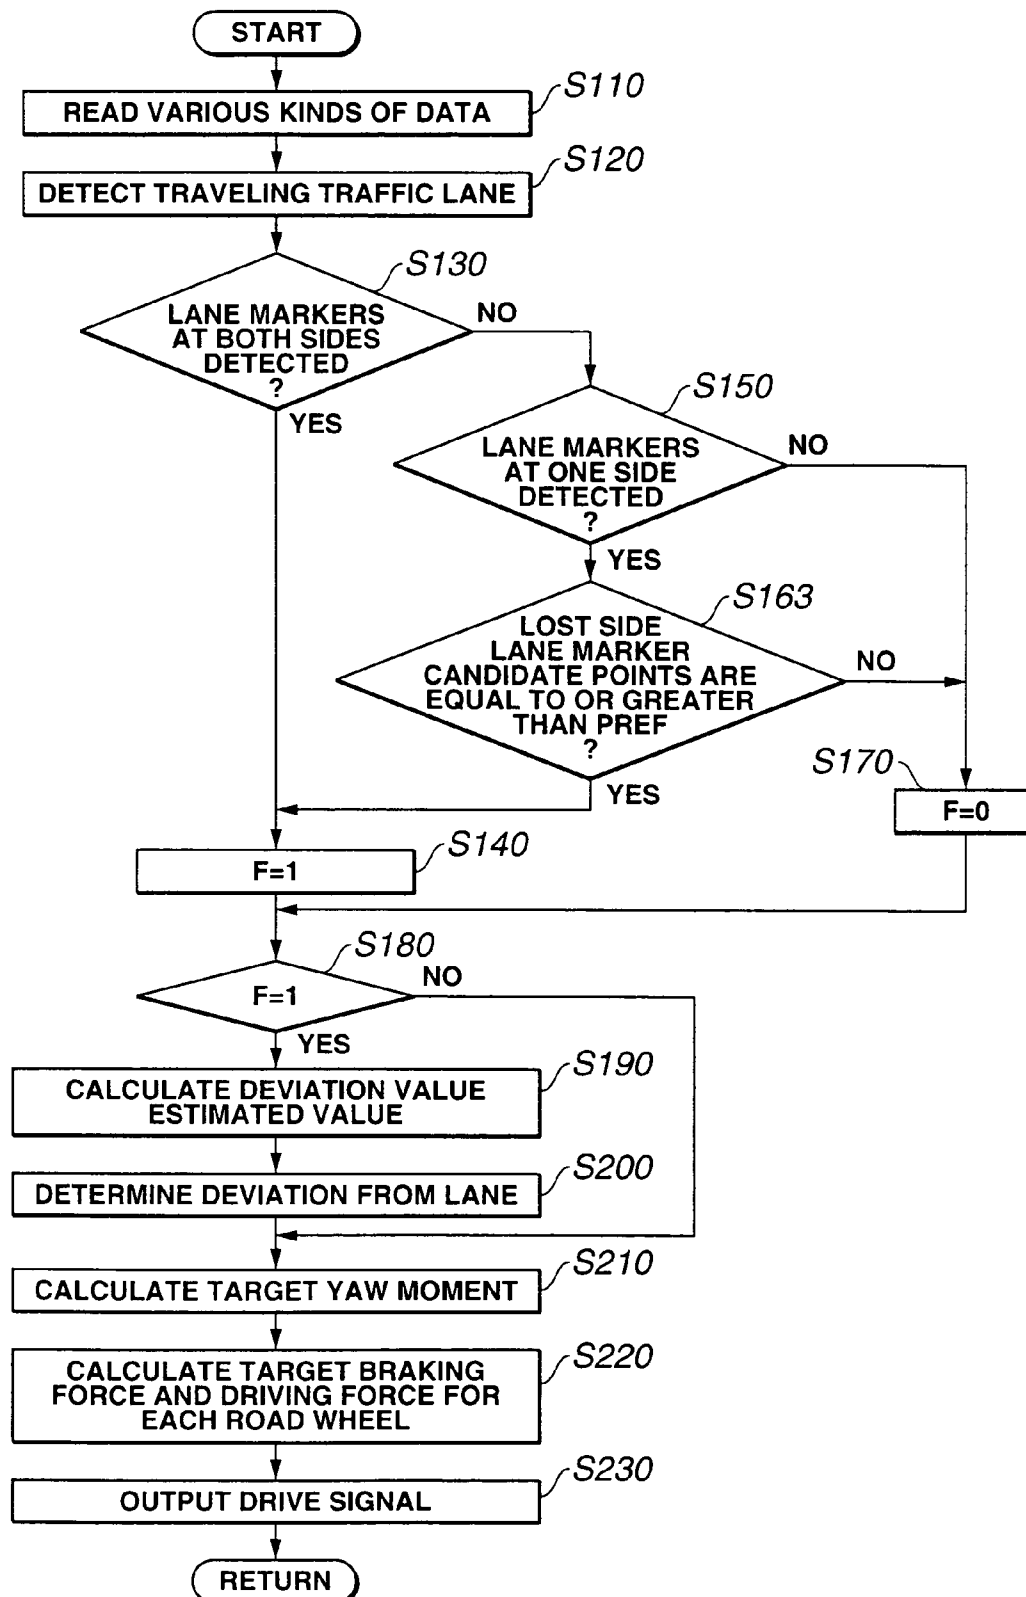 START
S110
READ VARIOUS KINDS OF DATA
S120
DETECT TRAVELING TRAFFIC LANE
S130
LANE MARKERS
AT BOTH SIDES
DETECTED
?
NO
YES
S150
LANE MARKERS
AT ONE SIDE
DETECTED
?
NO
YES
S163
LOST SIDE
LANE MARKER
CANDIDATE POINTS ARE
EQUAL TO OR GREATER
THAN PREF
?
NO
YES
S170
F=0
S140
F=1
S180
F=1
NO
YES
S190
CALCULATE DEVIATION VALUE
ESTIMATED VALUE
S200
DETERMINE DEVIATION FROM LANE
S210
CALCULATE TARGET YAW MOMENT
S220
CALCULATE TARGET BRAKING
FORCE AND DRIVING FORCE FOR
EACH ROAD WHEEL
S230
OUTPUT DRIVE SIGNAL
RETURN